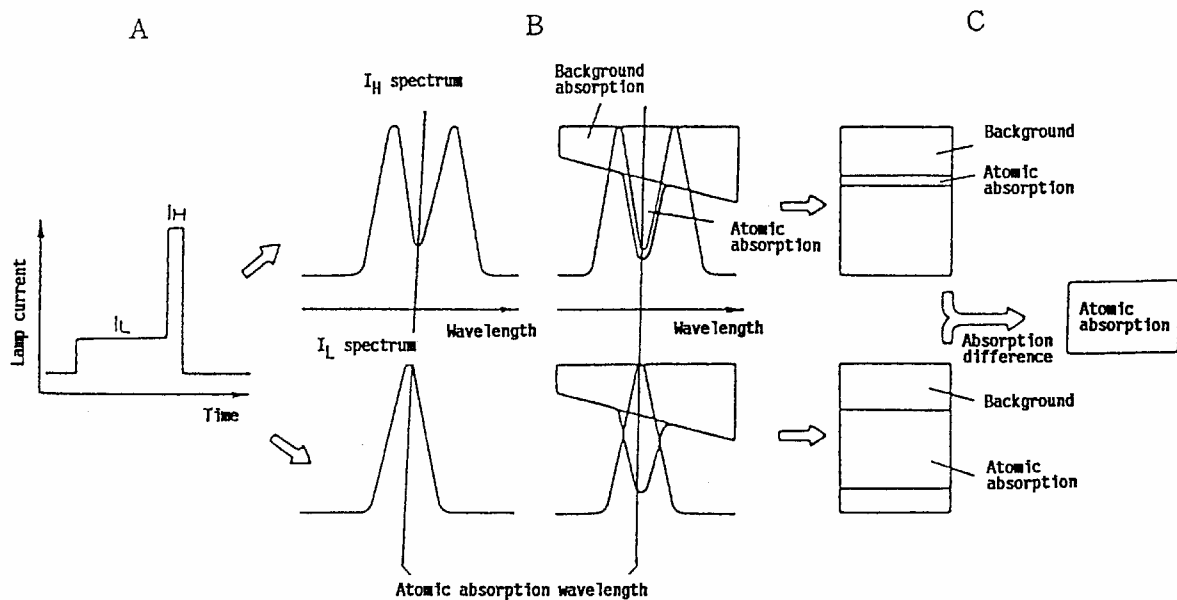 A
B
C
I_H spectrum
Background
absorption
Background
Atomic
absorption
Atomic
absorption
I_H
I_L
Lamp current
Time
Wavelength
Wavelength
I_L spectrum
Absorption
difference
Atomic
absorption
Background
Atomic
absorption
Atomic absorption wavelength